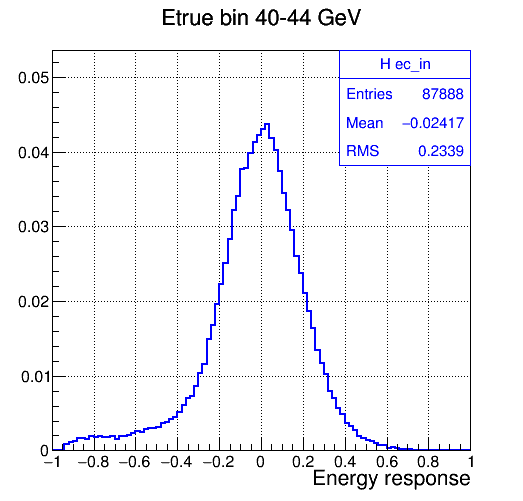 Etrue bin 40-44 GeV
H ec_in
Entries 87888
Mean −0.02417
RMS 0.2339
0.05
0.04
0.03
0.02
0.01
0
−1 −0.8 −0.6 −0.4 −0.2 0 0.2 0.4 0.6 0.8 1
Energy response